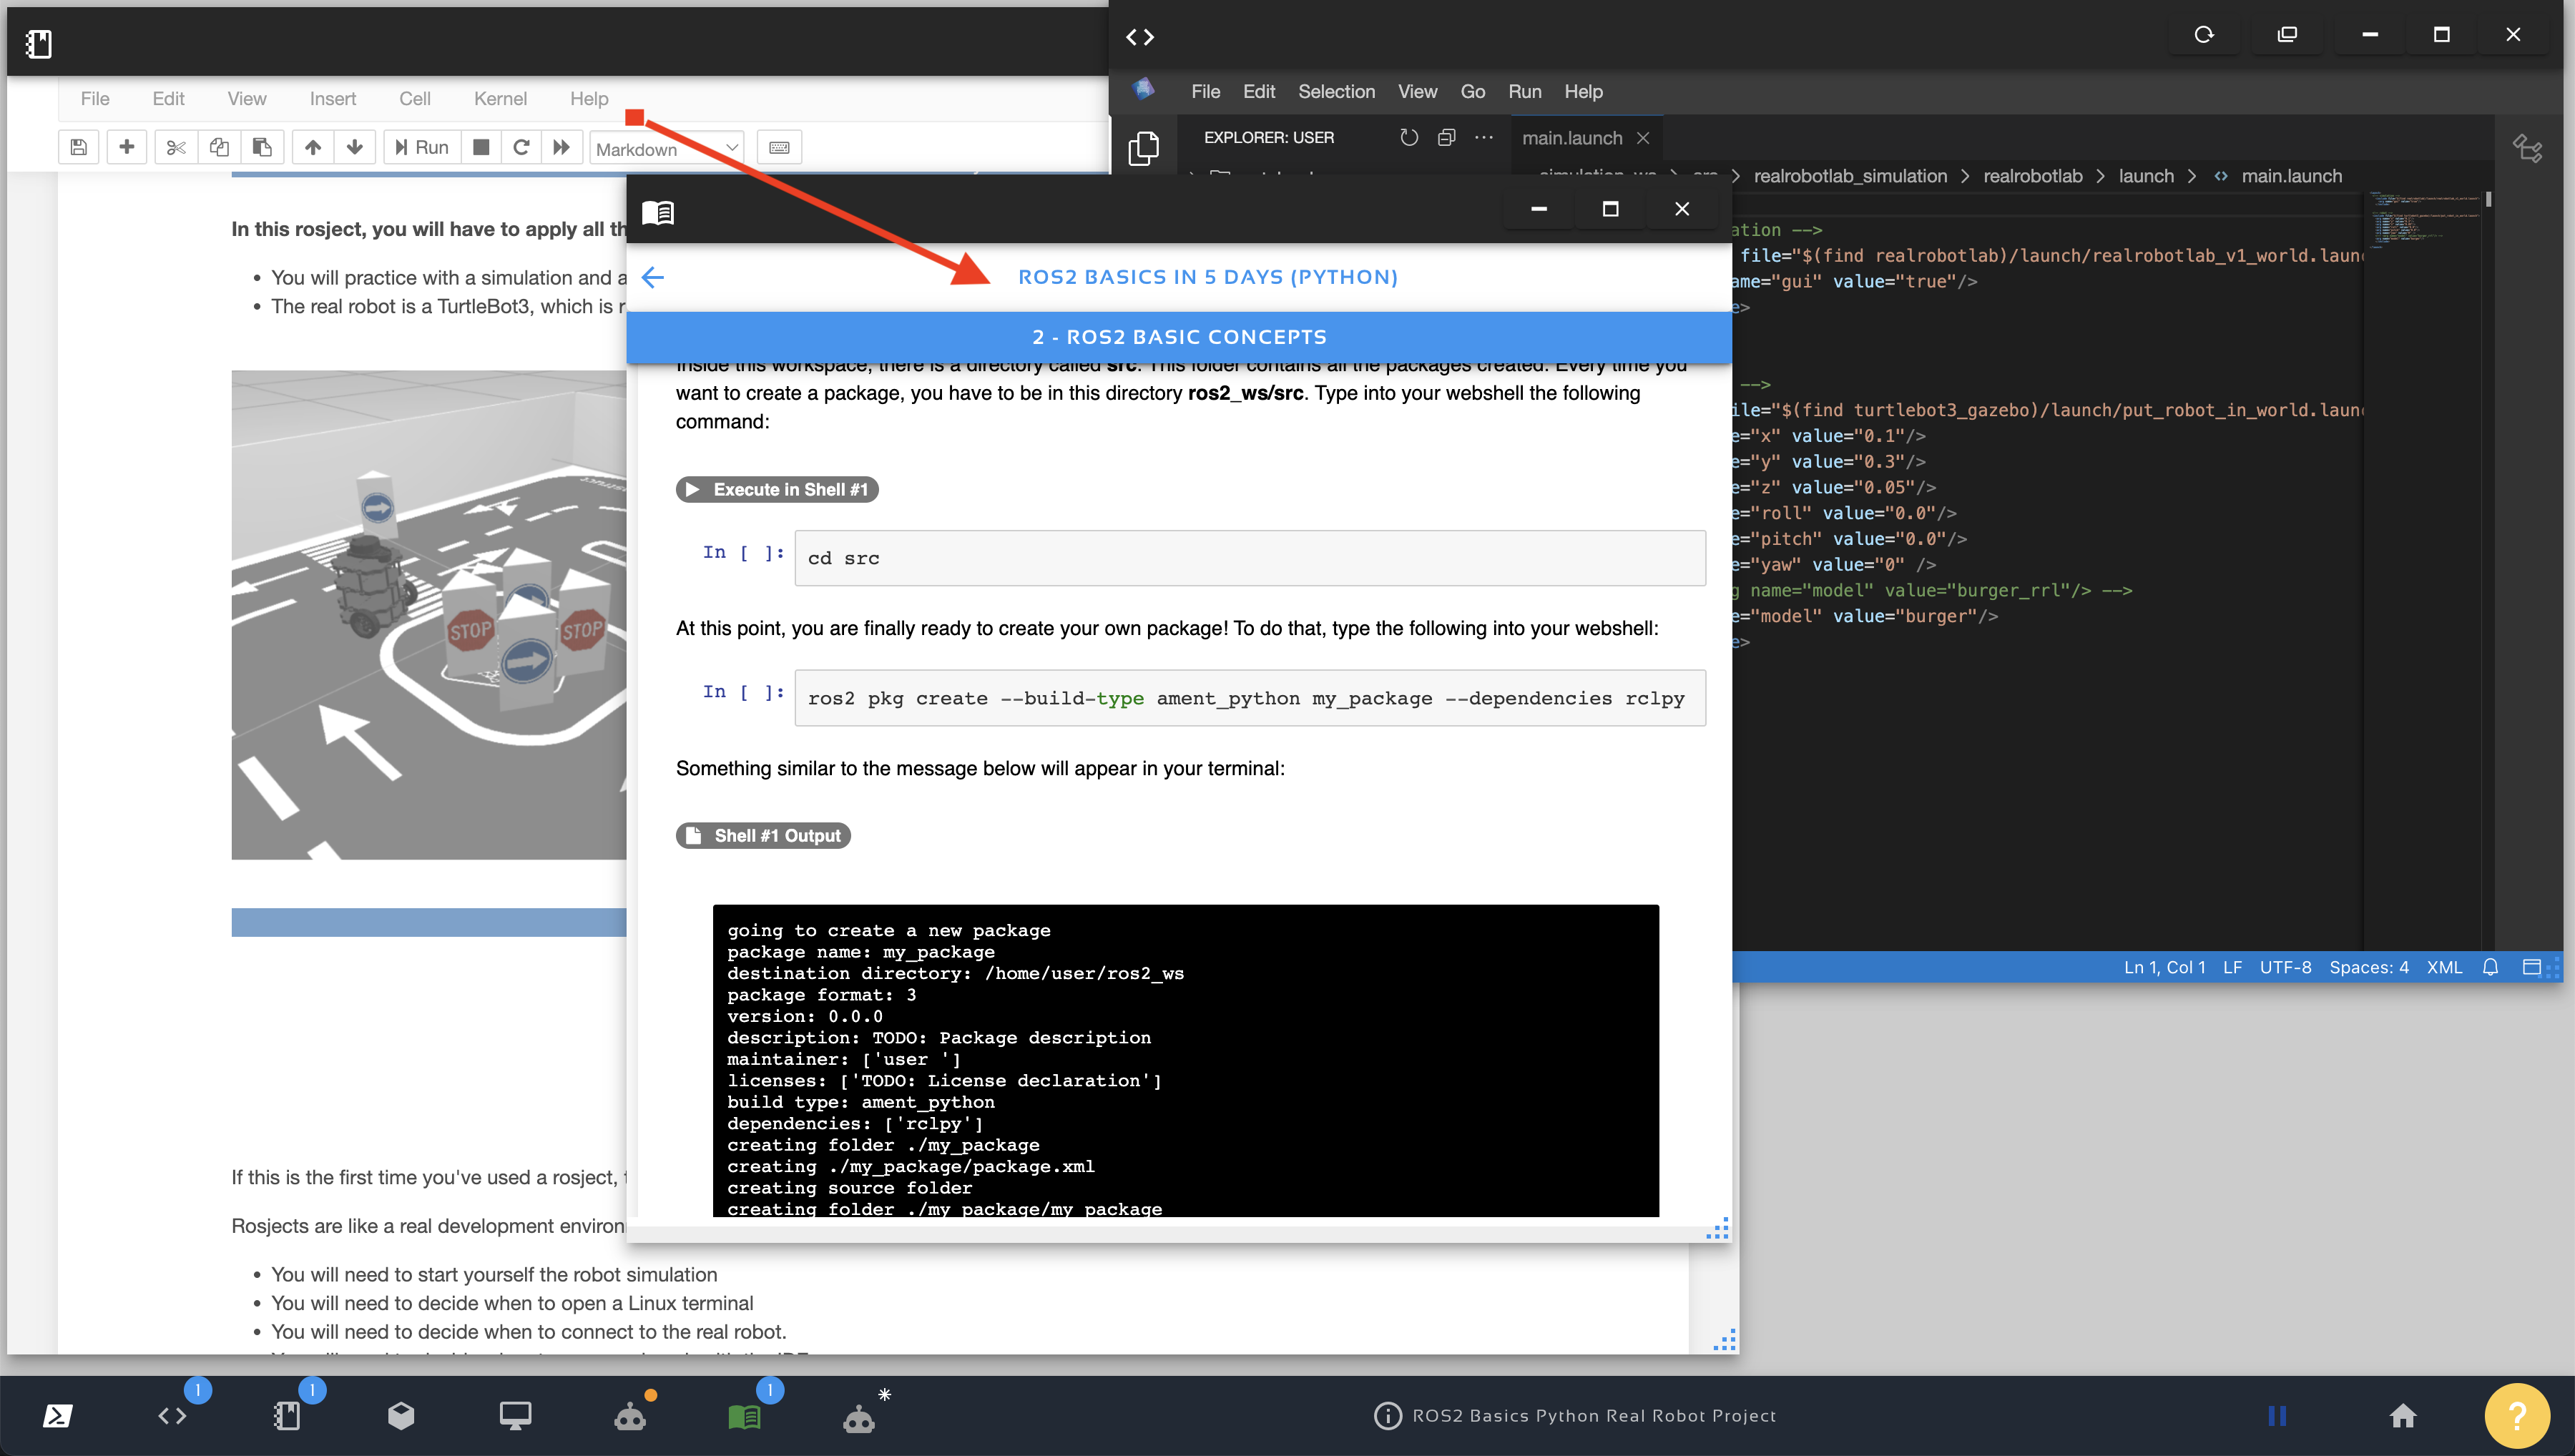 File Edit View Insert Cell Kernel Help
Run Markdown
In this rosject, you will have to apply all th
You will practice with a simulation and a
The real robot is a TurtleBot3, which is r
STOP STOP
If this is the first time you've used a rosject,
Rosjects are like a real development environ
You will need to start yourself the robot simulation
You will need to decide when to open a Linux terminal
You will need to decide when to connect to the real robot.
ROS2 BASICS IN 5 DAYS (PYTHON)
2 - ROS2 BASIC CONCEPTS
Inside this workspace, there is a directory called src. This folder contains all the packages created. Every time you
want to create a package, you have to be in this directory ros2_ws/src. Type into your webshell the following
command:
Execute in Shell #1
In [ ]: cd src
At this point, you are finally ready to create your own package! To do that, type the following into your webshell:
In [ ]: ros2 pkg create --build-type ament_python my_package --dependencies rclpy
Something similar to the message below will appear in your terminal:
Shell #1 Output
going to create a new package
package name: my_package
destination directory: /home/user/ros2_ws
package format: 3
version: 0.0.0
description: TODO: Package description
maintainer: ['user ']
licenses: ['TODO: License declaration']
build type: ament_python
dependencies: ['rclpy']
creating folder ./my_package
creating ./my_package/package.xml
creating source folder
creating folder ./my_package/my_package
File Edit Selection View Go Run Help
EXPLORER: USER main.launch
simulation_ws > src > realrobotlab_simulation > realrobotlab > launch > main.launch
ation -->
file="$(find realrobotlab)/launch/realrobotlab_v1_world.laun
ame="gui" value="true"/>
e>
-->
ile="$(find turtlebot3_gazebo)/launch/put_robot_in_world.laun
e="x" value="0.1"/>
e="y" value="0.3"/>
e="z" value="0.05"/>
e="roll" value="0.0"/>
e="pitch" value="0.0"/>
e="yaw" value="0" />
g name="model" value="burger_rrl"/> -->
e="model" value="burger"/>
e>
Ln 1, Col 1 LF UTF-8 Spaces: 4 XML
1 1 1 ROS2 Basics Python Real Robot Project ?